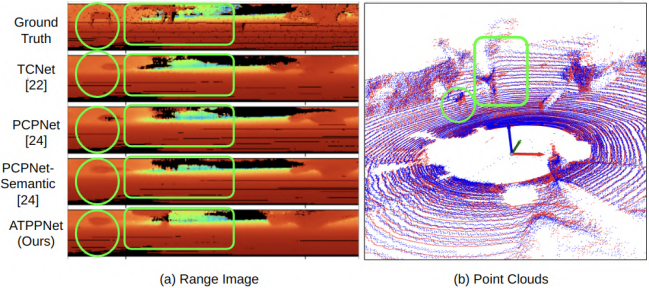 Ground
Truth
TCNet
[22]
PCPNet
[24]
PCPNet-
Semantic
[24]
ATPPNet
(Ours)
(a) Range Image
(b) Point Clouds